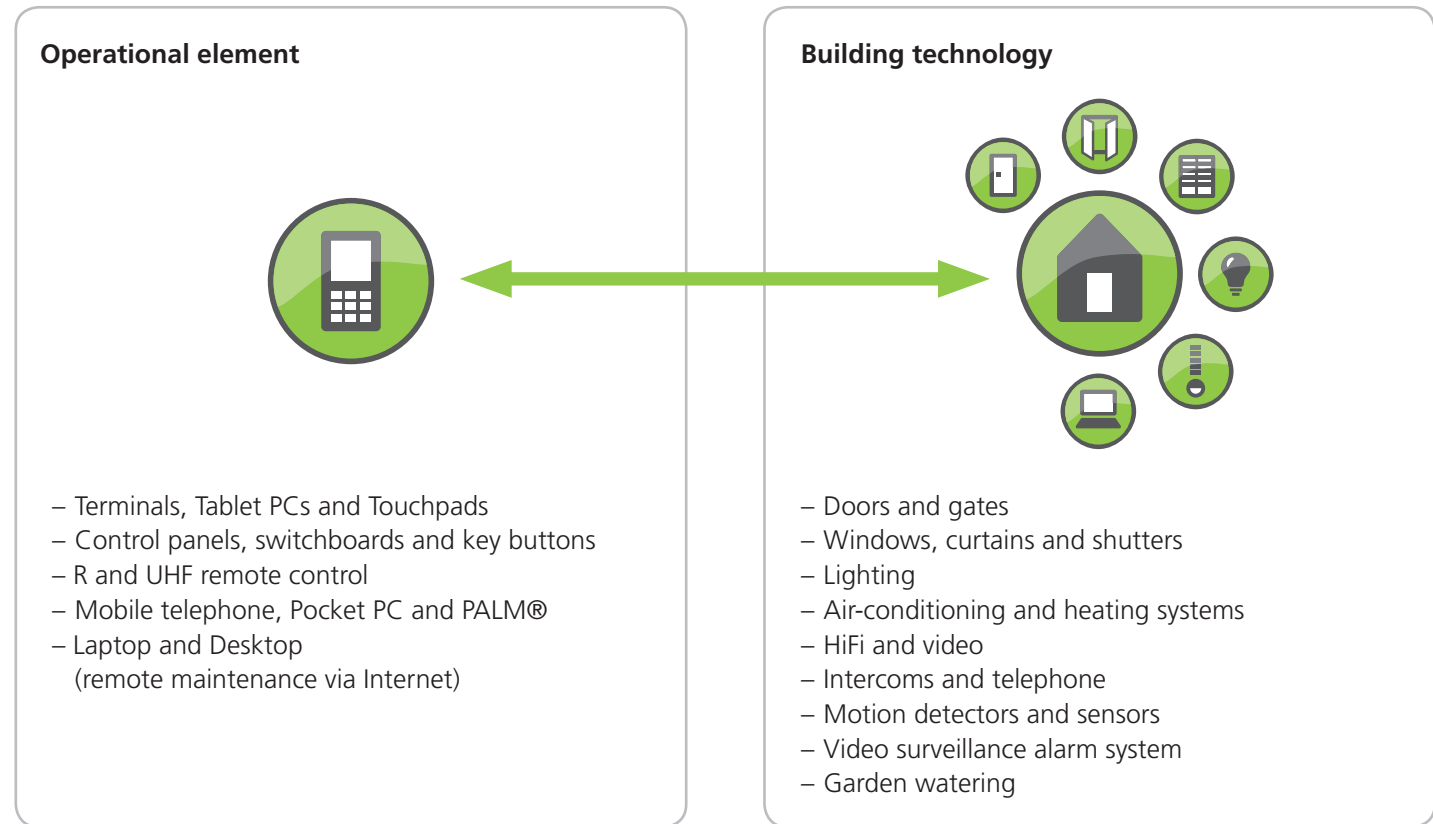 Operational element
– Terminals, Tablet PCs and Touchpads
– Control panels, switchboards and key buttons
– R and UHF remote control
– Mobile telephone, Pocket PC and PALM®
– Laptop and Desktop
(remote maintenance via Internet)
Building technology
– Doors and gates
– Windows, curtains and shutters
– Lighting
– Air-conditioning and heating systems
– HiFi and video
– Intercoms and telephone
– Motion detectors and sensors
– Video surveillance alarm system
– Garden watering